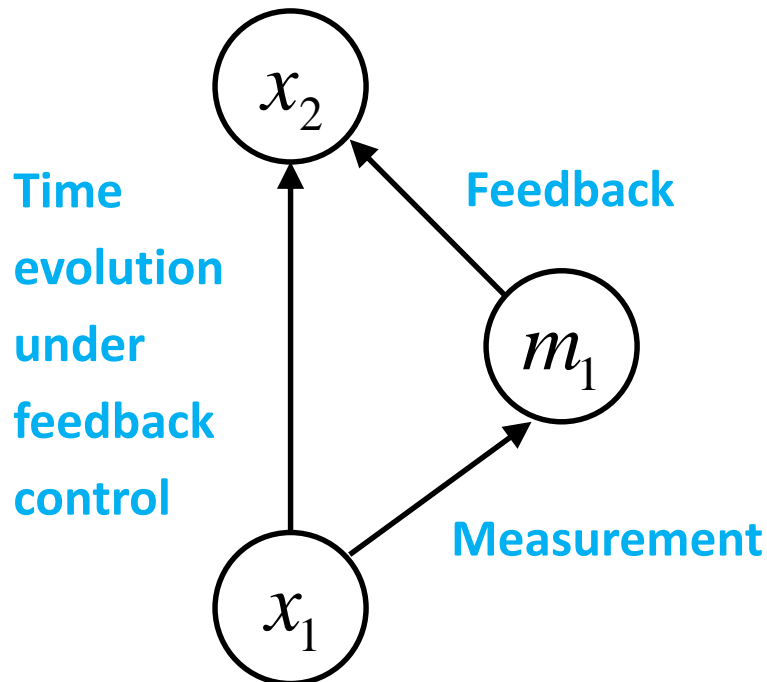 x₂
Time
evolution
under
feedback
control
Feedback
m₁
Measurement
x₁